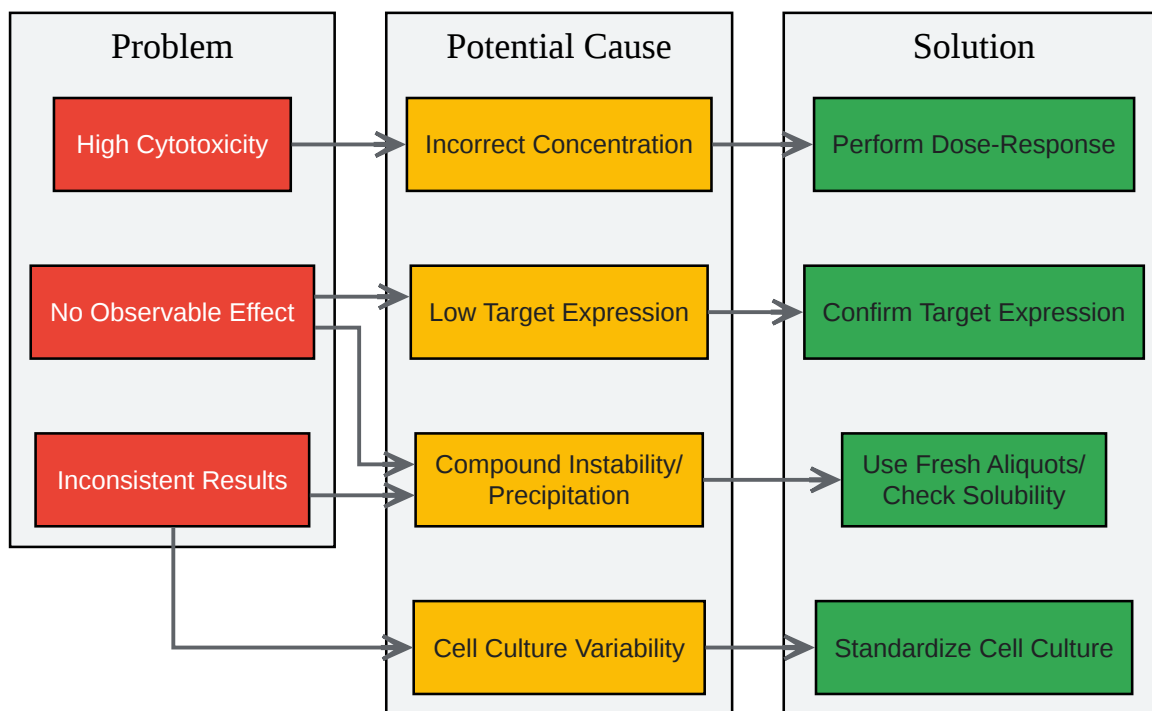 Problem
Potential Cause
Solution
High Cytotoxicity
Incorrect Concentration
Perform Dose-Response
No Observable Effect
Low Target Expression
Confirm Target Expression
Inconsistent Results
Compound Instability/
Precipitation
Use Fresh Aliquots/
Check Solubility
Cell Culture Variability
Standardize Cell Culture